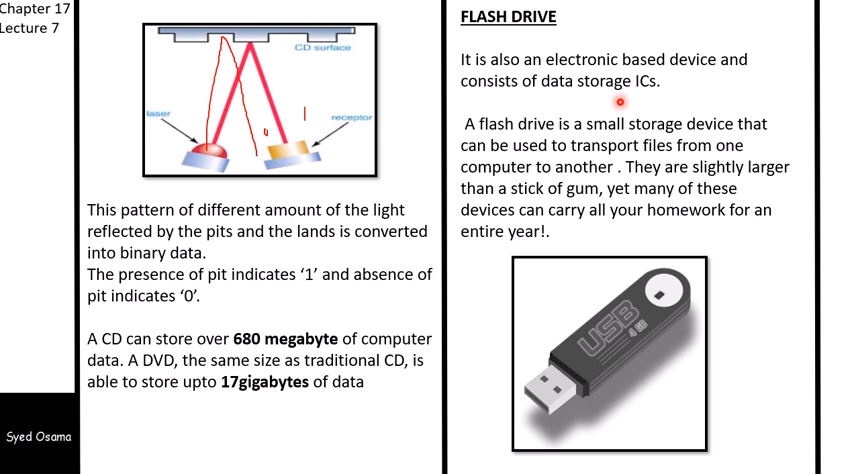 Chapter 17
Lecture 7
CD surface
laser
receptor
This pattern of different amount of the light
reflected by the pits and the lands is converted
into binary data.
The presence of pit indicates ‘1’ and absence of
pit indicates ‘0’.
A CD can store over 680 megabyte of computer
data. A DVD, the same size as traditional CD, is
able to store upto 17gigabytes of data
FLASH DRIVE
It is also an electronic based device and
consists of data storage ICs.
A flash drive is a small storage device that
can be used to transport files from one
computer to another . They are slightly larger
than a stick of gum, yet many of these
devices can carry all your homework for an
entire year!.
USB
4 GB
Syed Osama